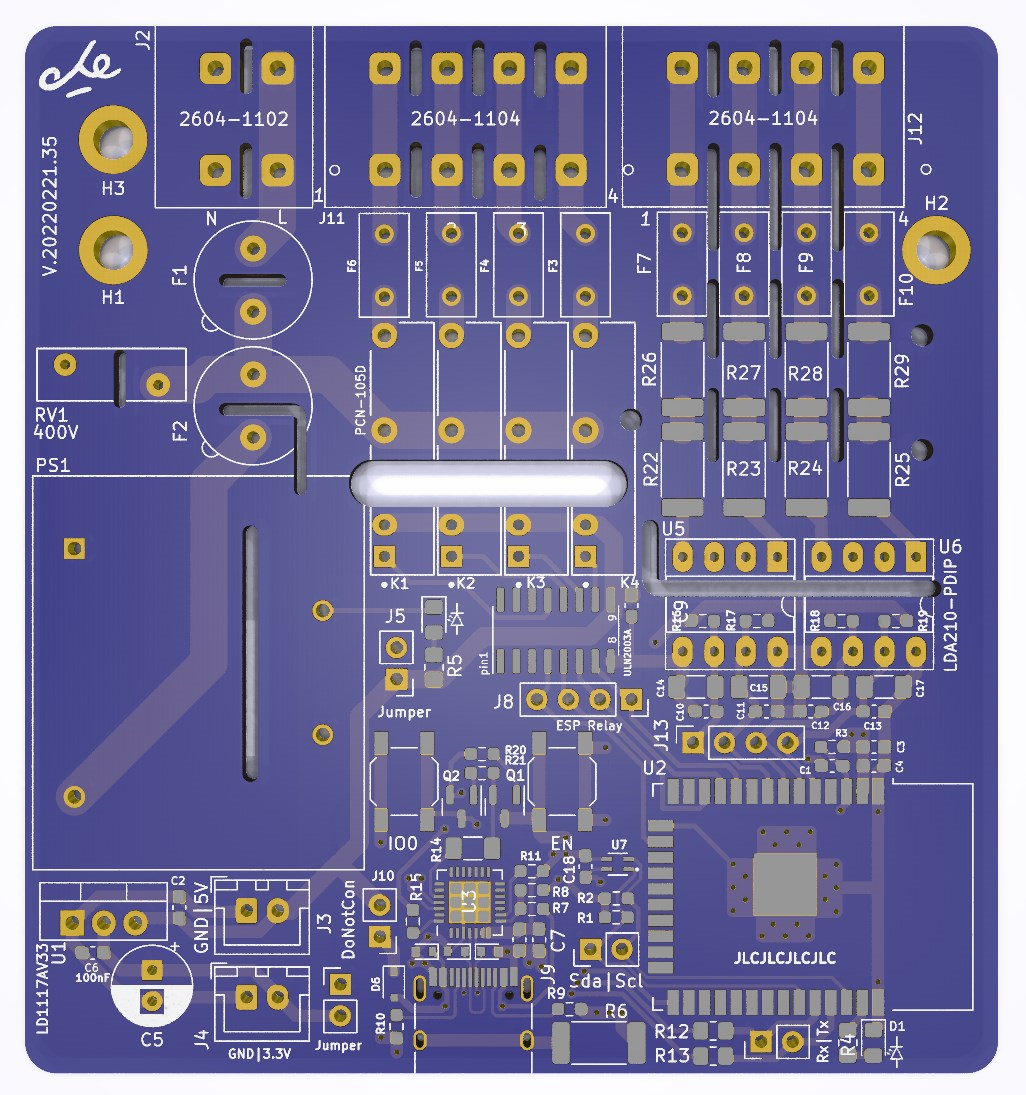 J2
2604-1102
2604-1104
2604-1104
J12
V.20220221.35
H3
1
4
N
L
J11
1
4
H2
H1
F1
F6
F5
F4
F3
F7
F8
F9
F10
R26
R27
R28
R29
RV1
400V
F2
PCN-105D
PS1
R22
R23
R24
R25
U5
U6
K1
K2
K3
K4
J5
9
R17
R18
R19
LDA210-PDIP
pin1
8
ULN2003A
R5
C14
C15
C17
Jumper
J8
ESP Relay
C10
C11
C16
C12
C13
J13
R3
C3
C1
C4
R20
R21
Q2
Q1
U2
IO0
EN
R14
U7
C18
R11
R8
R7
R2
R1
C2
GND|5V
J3
DoNotCon
J10
R15
U3
C7
U1
LD1117AV33
C6
100nF
+
C5
J4
GND|3.3V
Jumper
D6
R10
J9
Sda|Scl
R9
R6
JLCJLCJLCJLC
R12
R13
Rx|Tx
R4
D1